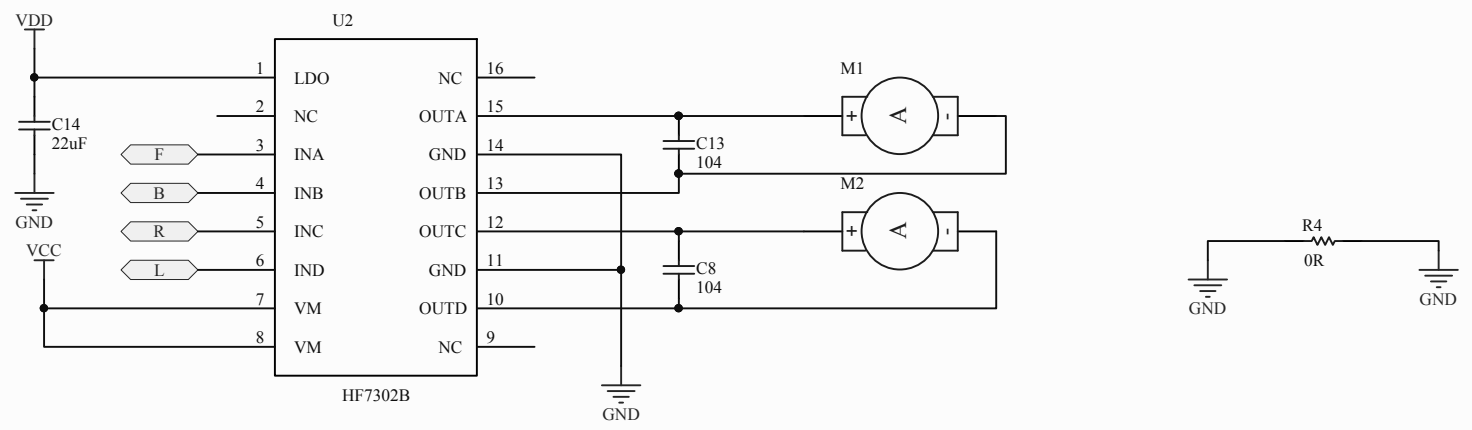 VDD
U2
1
LDO
NC
16
M1
+
A
-
2
NC
OUTA
15
C14
22uF
C13
104
F
3
INA
GND
14
B
4
INB
OUTB
13
M2
+
A
-
GND
R
5
INC
OUTC
12
R4
0R
VCC
L
6
IND
GND
11
C8
104
7
VM
OUTD
10
GND
GND
8
VM
NC
9
HF7302B
GND